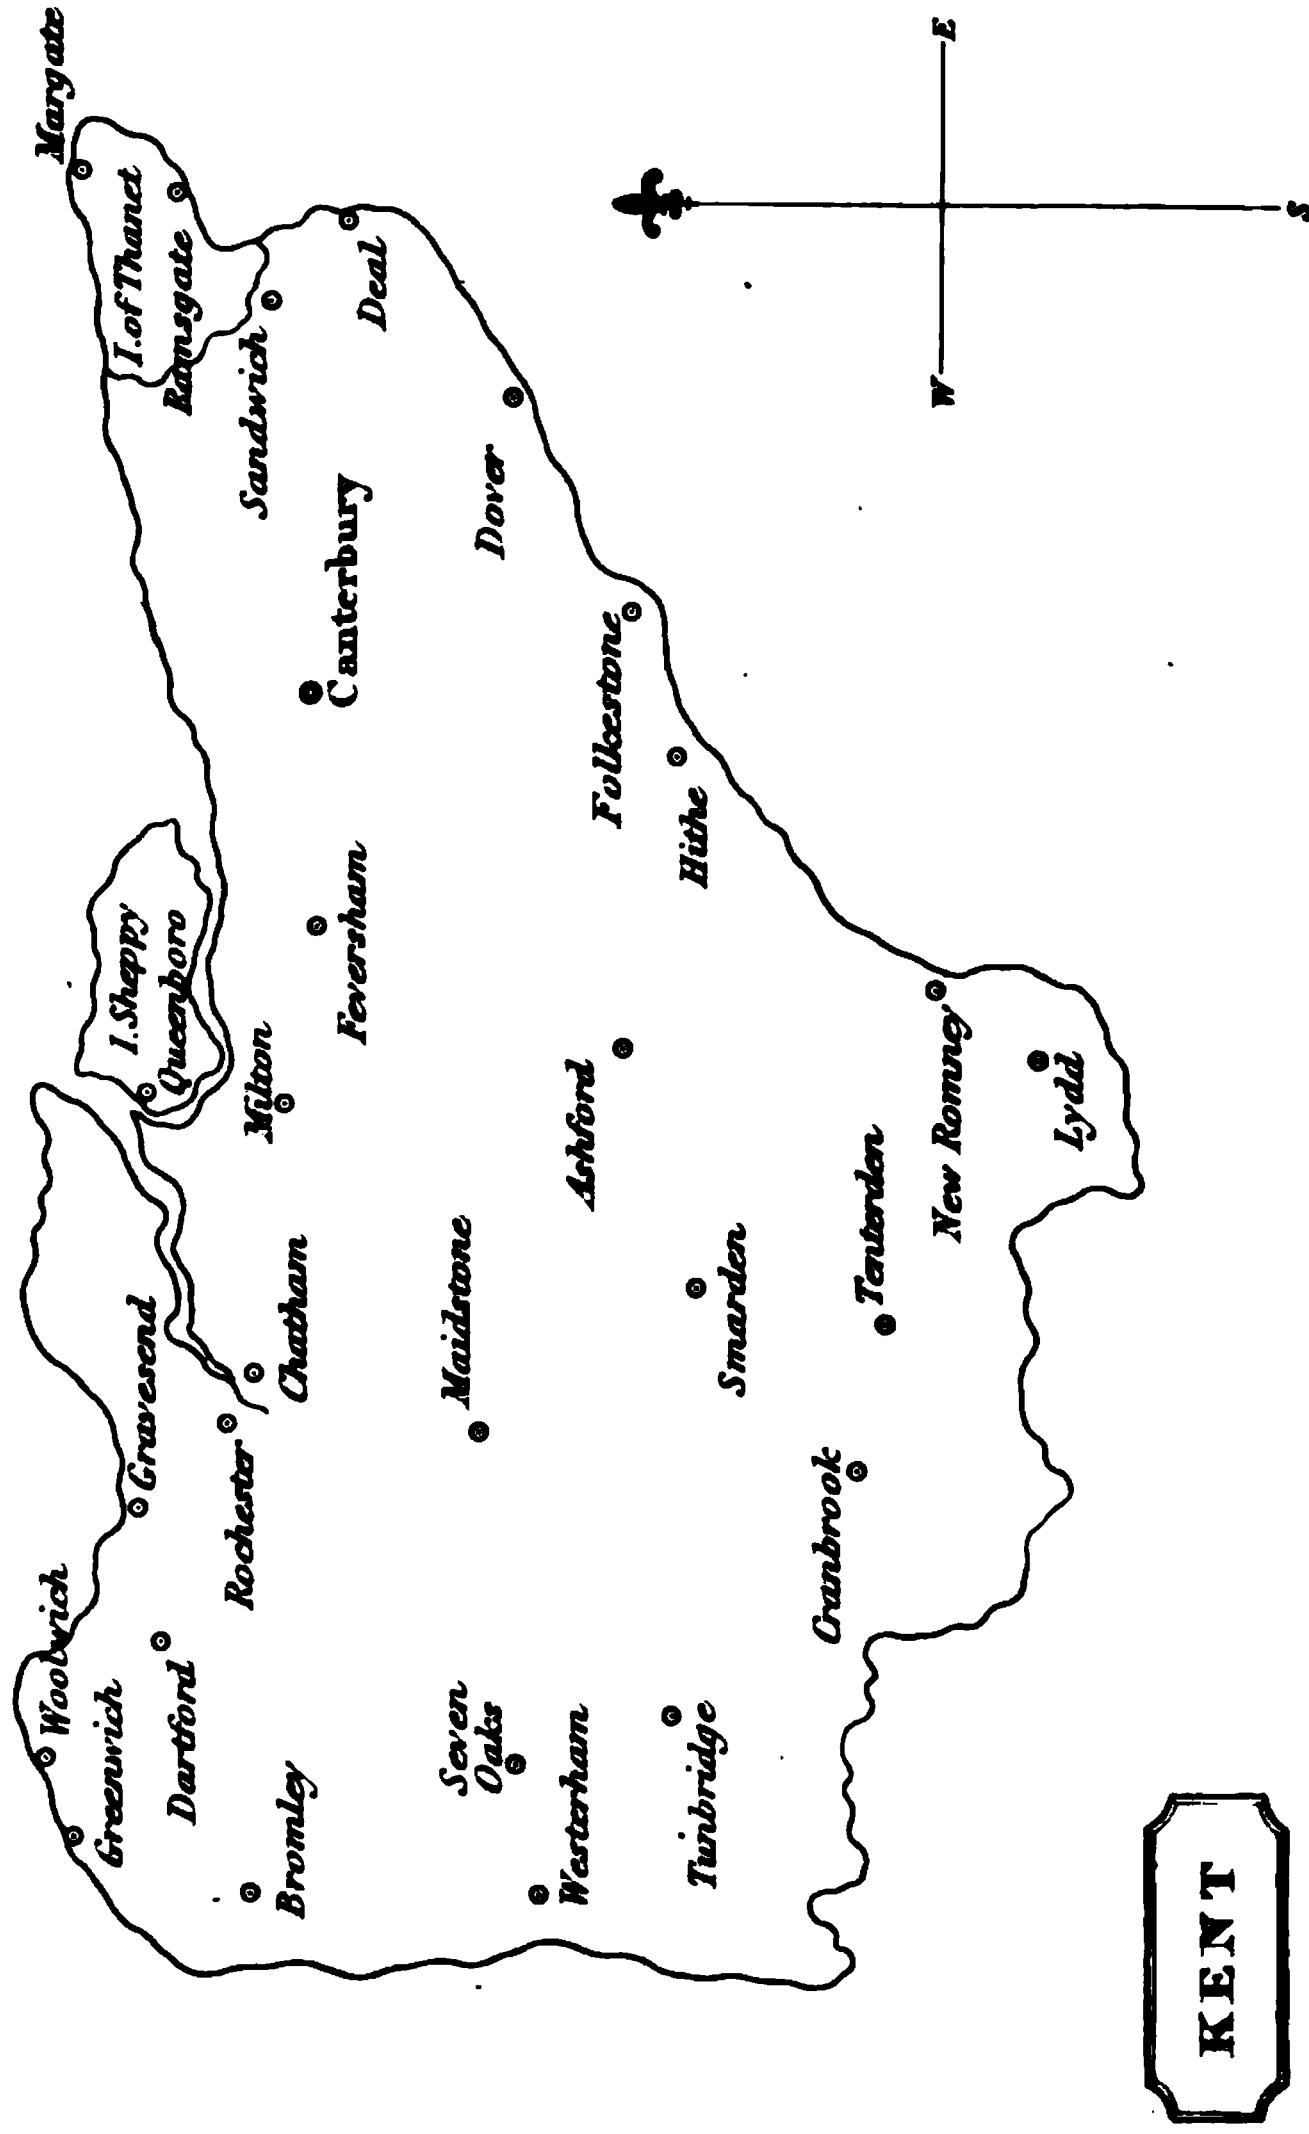 Margate
I. of Thanet
Ramsgate
Sandwich
Deal
Dover
Canterbury
Folkestone
Hithe
I. Sheppy
Queenboro
Milton
Feversham
Ashford
New Romney
Lydd
Tenterden
Smarden
Maidstone
Chatham
Gravesend
Rochester
Cranbrook
Woolwich
Greenwich
Dartford
Bromley
Seven
Oaks
Westerham
Tunbridge
W
E
S
KENT